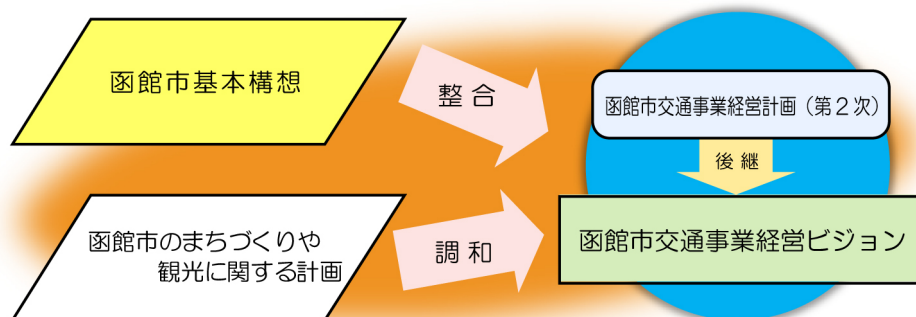 函館市基本構想
整合
函館市交通事業経営計画（第２次）
後継
函館市のまちづくりや
観光に関する計画
調和
函館市交通事業経営ビジョン